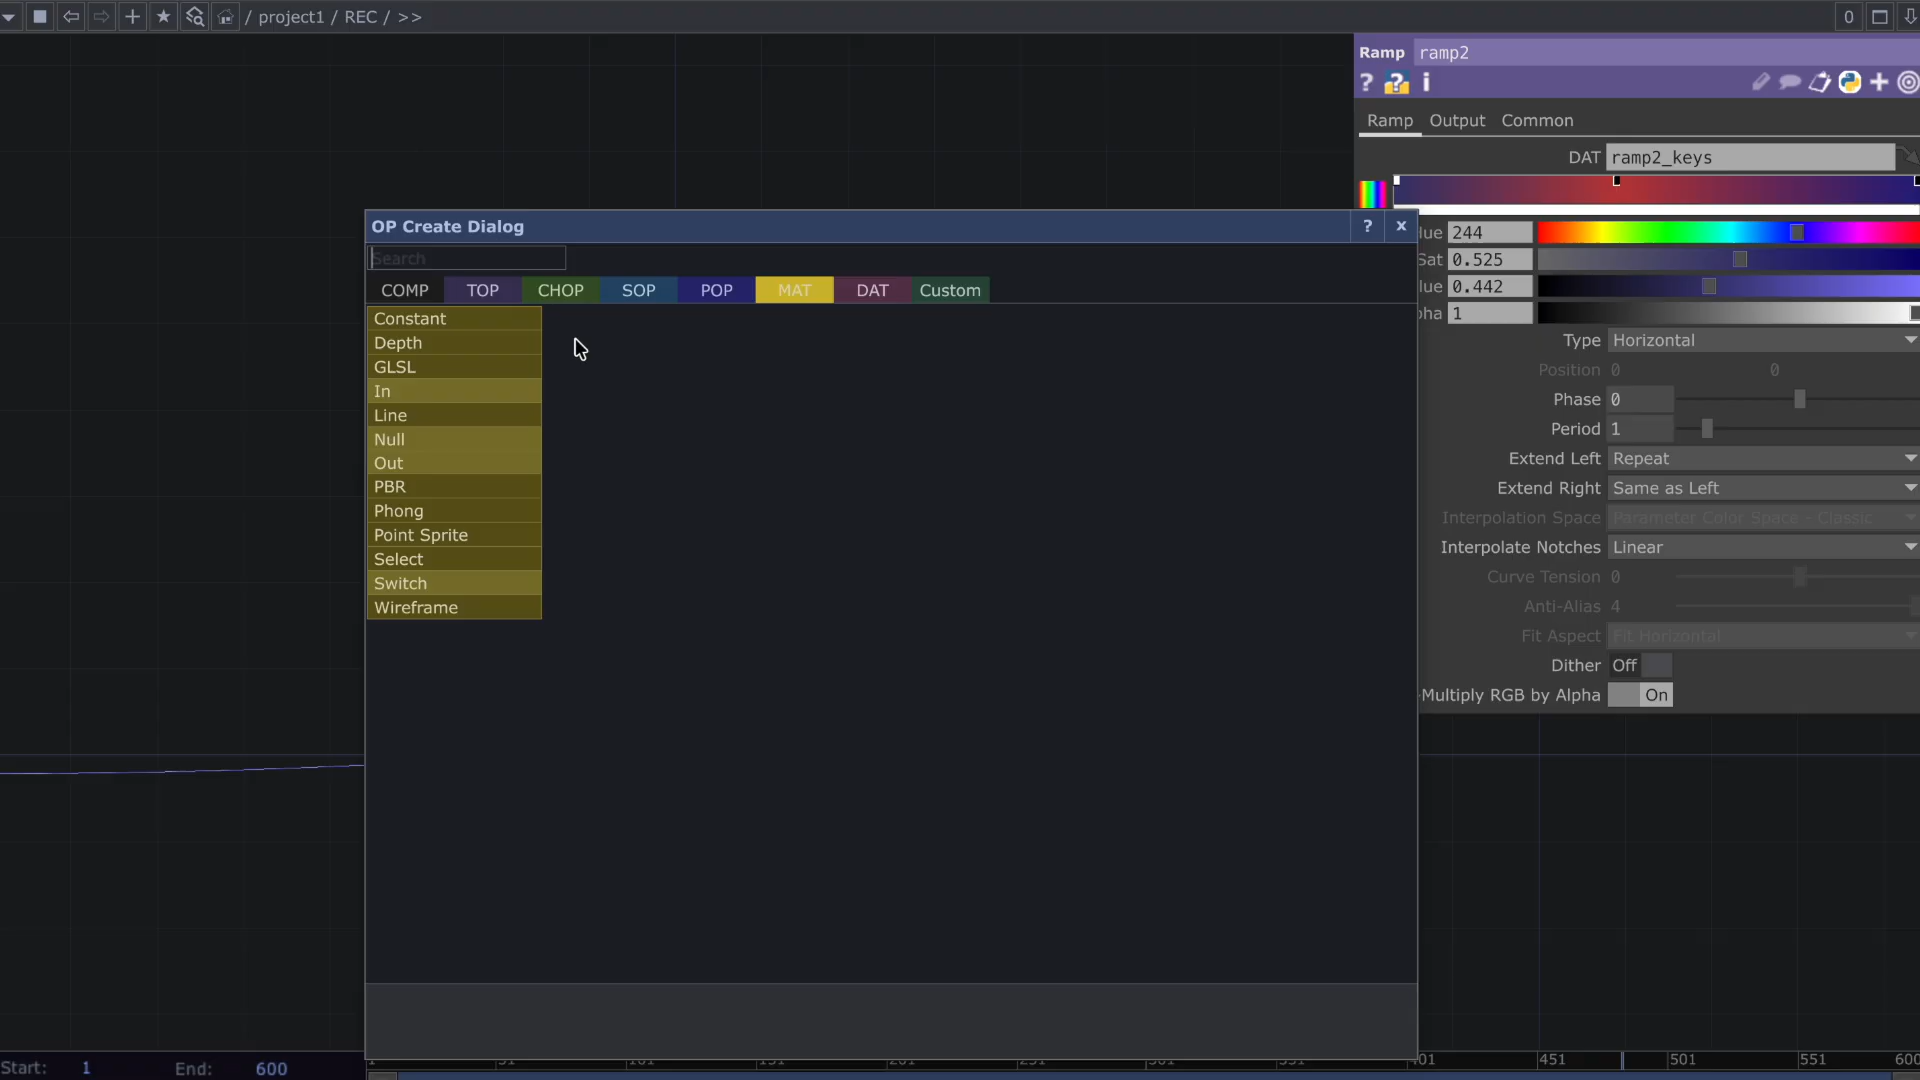 / project1 / REC / >>
0
Ramp ramp2
? ? i
Ramp Output Common
DAT ramp2_keys
OP Create Dialog ? x
Search
COMP TOP CHOP SOP POP MAT DAT Custom
Constant
Depth
GLSL
In
Line
Null
Out
PBR
Phong
Point Sprite
Select
Switch
Wireframe
lue 244
Sat 0.525
lue 0.442
ha 1
Type Horizontal
Position 0 0
Phase 0
Period 1
Extend Left Repeat
Extend Right Same as Left
Interpolation Space Parameter Color Space - Classic
Interpolate Notches Linear
Curve Tension 0
Anti-Alias 4
Fit Aspect Fit Horizontal
Dither Off
-Multiply RGB by Alpha On
401 451 501 551 600
Start: 1 End: 600